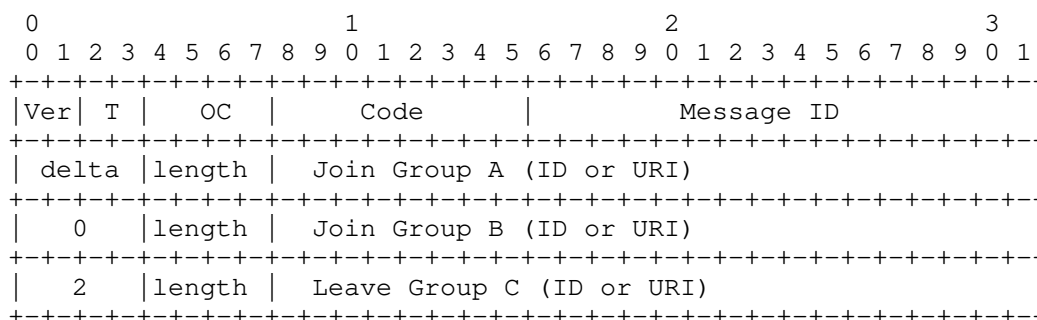 0                   1                   2                   3
 0 1 2 3 4 5 6 7 8 9 0 1 2 3 4 5 6 7 8 9 0 1 2 3 4 5 6 7 8 9 0 1
+-+-+-+-+-+-+-+-+-+-+-+-+-+-+-+-+-+-+-+-+-+-+-+-+-+-+-+-+-+-+-+-
|Ver| T |  OC   |     Code      |         Message ID
+-+-+-+-+-+-+-+-+-+-+-+-+-+-+-+-+-+-+-+-+-+-+-+-+-+-+-+-+-+-+-+-
| delta |length |  Join Group A (ID or URI)
+-+-+-+-+-+-+-+-+-+-+-+-+-+-+-+-+-+-+-+-+-+-+-+-+-+-+-+-+-+-+-+-
|   0   |length |  Join Group B (ID or URI)
+-+-+-+-+-+-+-+-+-+-+-+-+-+-+-+-+-+-+-+-+-+-+-+-+-+-+-+-+-+-+-+-
|   2   |length |  Leave Group C (ID or URI)
+-+-+-+-+-+-+-+-+-+-+-+-+-+-+-+-+-+-+-+-+-+-+-+-+-+-+-+-+-+-+-+-